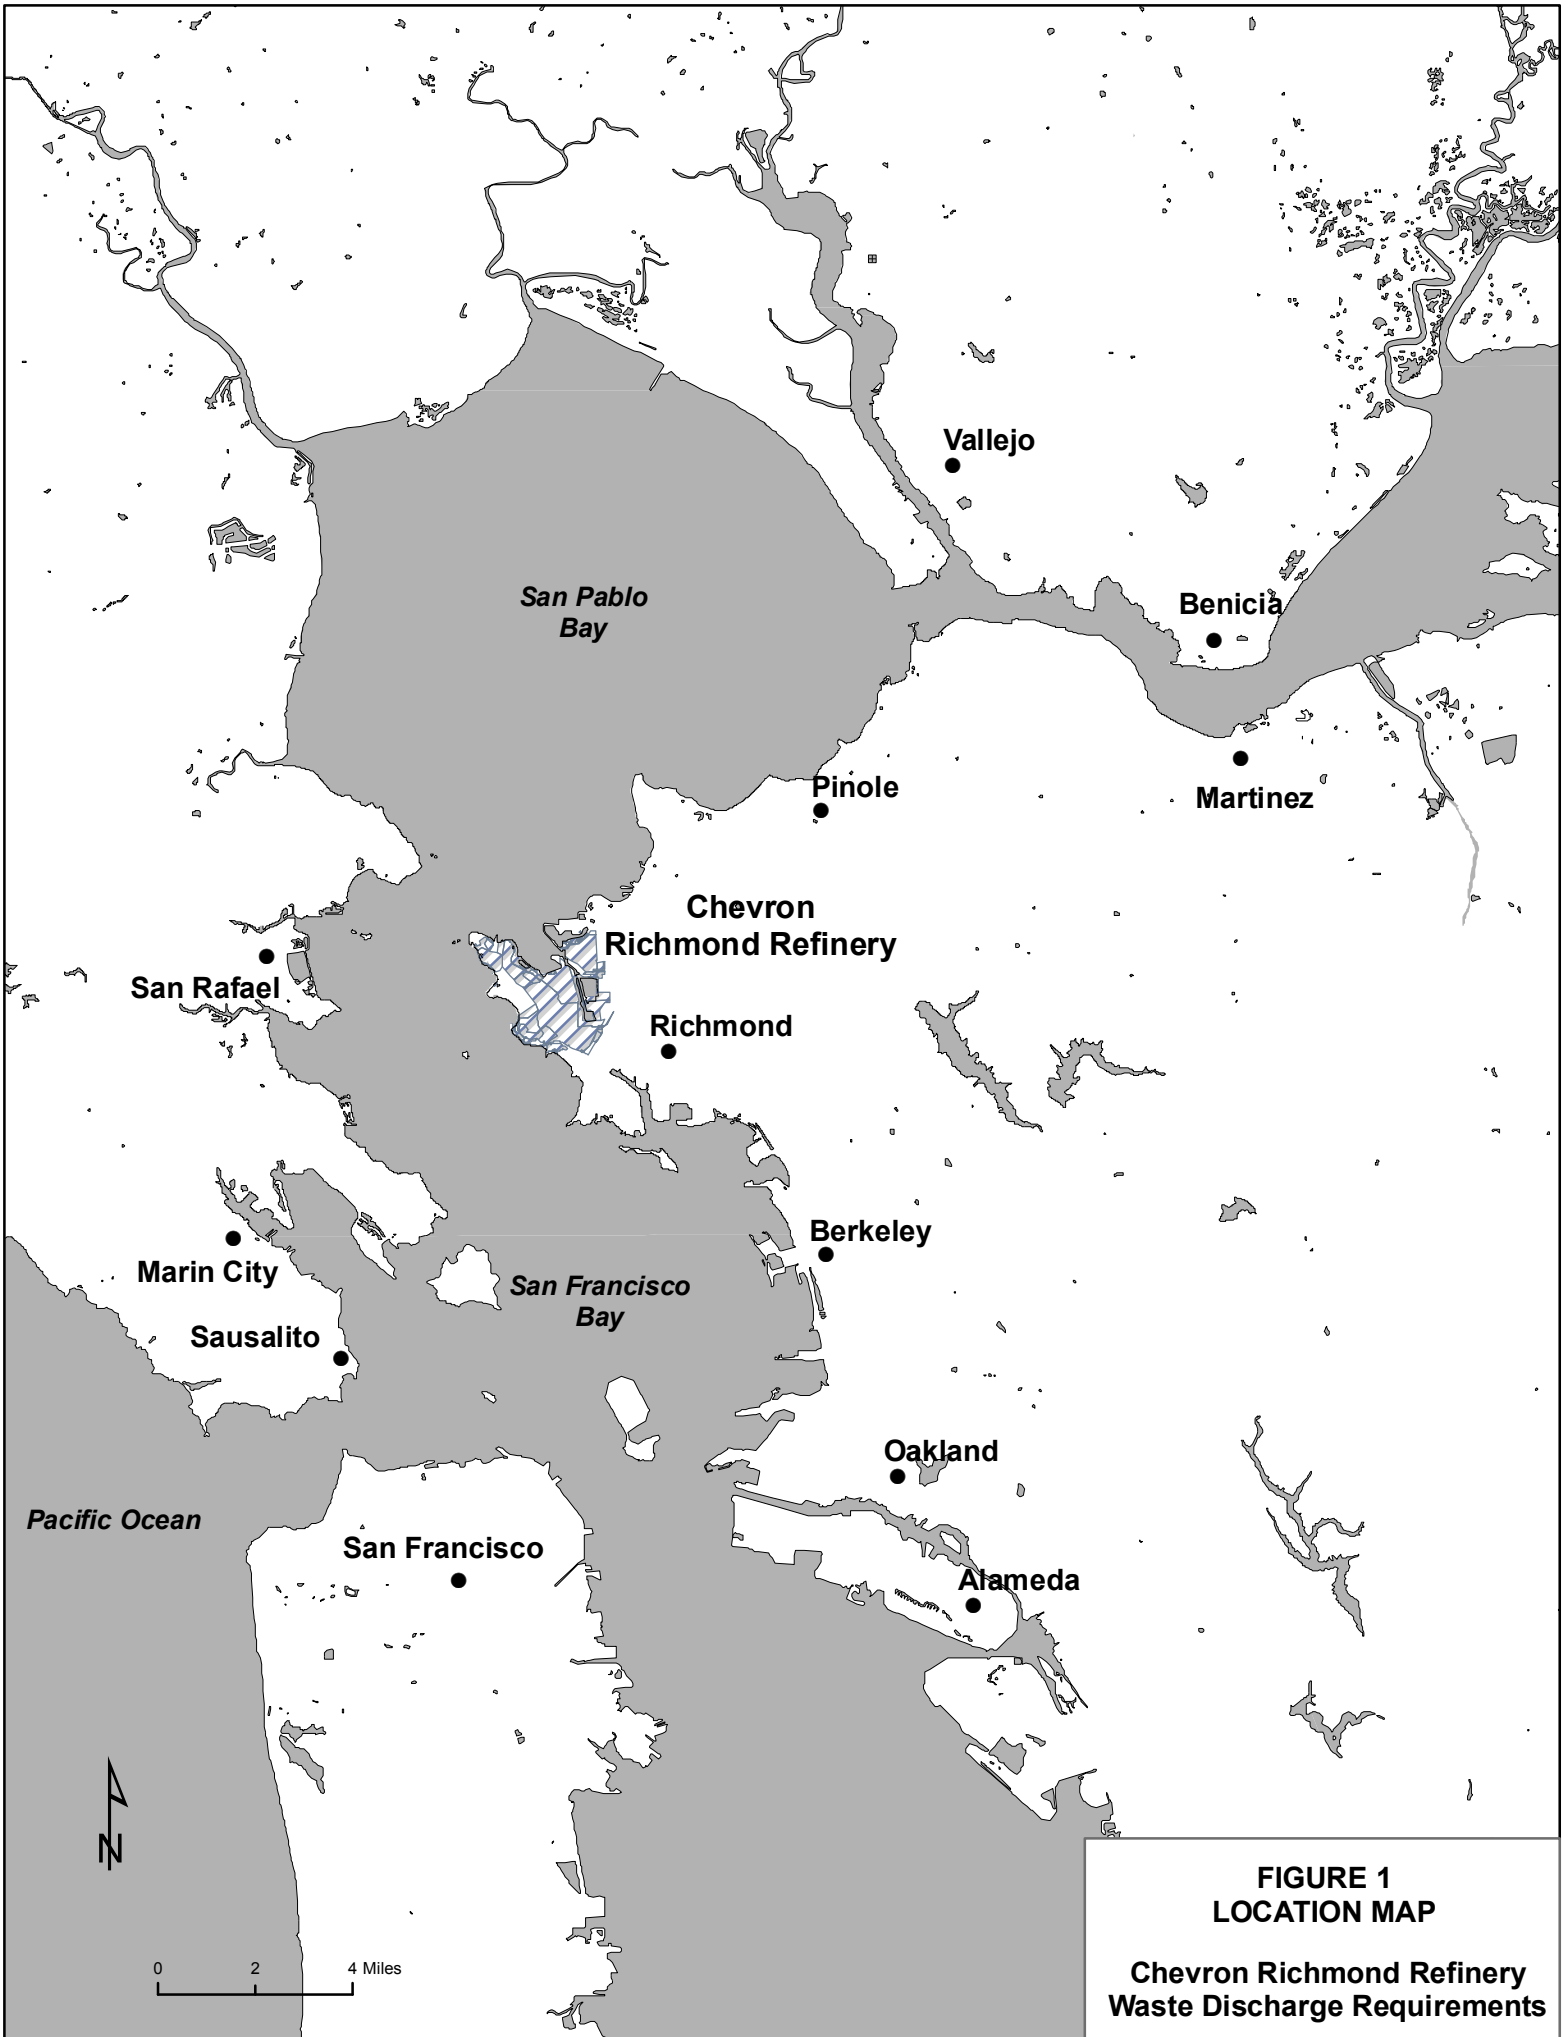 Vallejo
San Pablo
Bay
Benicia
Pinole
Martinez
Chevron
Richmond Refinery
San Rafael
Richmond
Berkeley
Marin City
San Francisco
Bay
Sausalito
Oakland
Pacific Ocean
San Francisco
Alameda
N
0 2 4 Miles
FIGURE 1
LOCATION MAP
Chevron Richmond Refinery
Waste Discharge Requirements